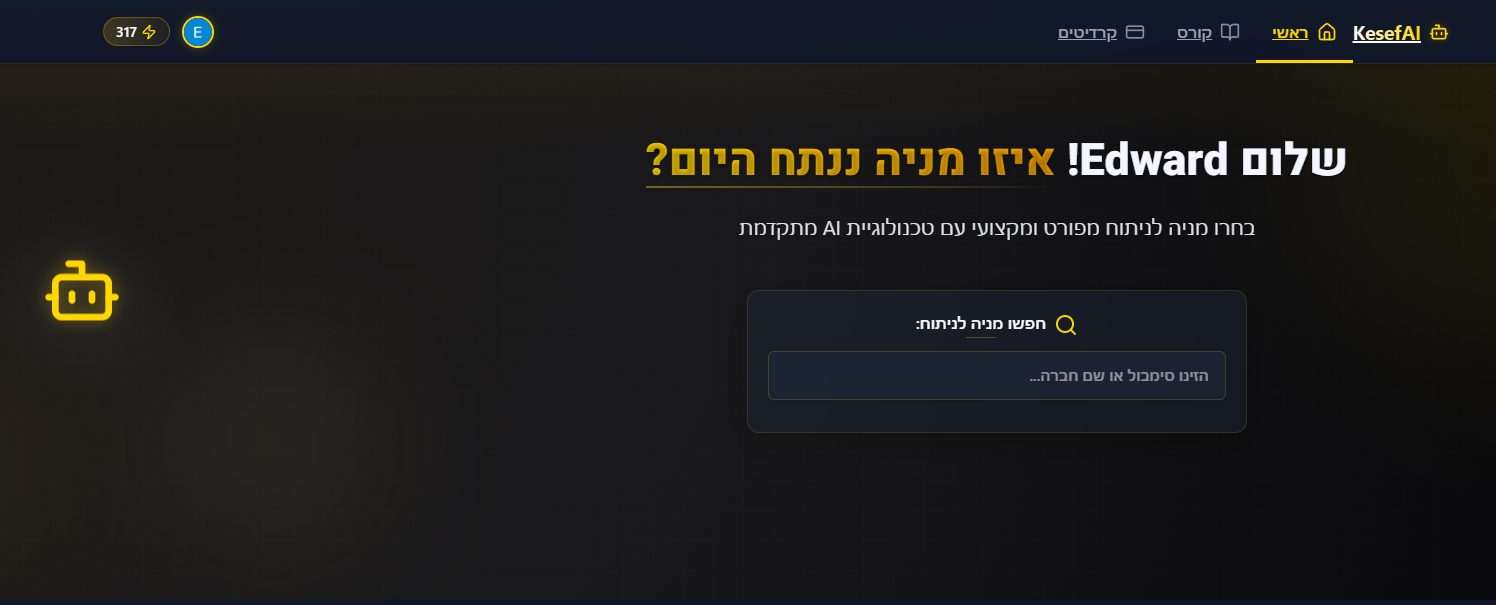 KesefAI
ראשי
קורס
קרדיטים
E
317
שלום Edward! איזו מניה ננתח היום?
בחרו מניה לניתוח מפורט ומקצועי עם טכנולוגיית AI מתקדמת
חפשו מניה לניתוח:
הזינו סימבול או שם חברה...